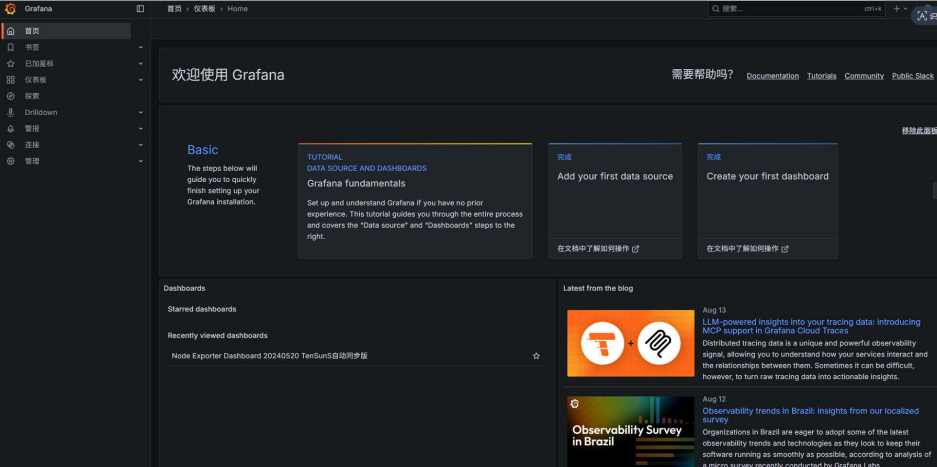 Grafana
首页 › 仪表板 › Home
搜索...
ctrl+k
首页
书签
已加星标
仪表板
探索
Drilldown
警报
连接
管理
欢迎使用 Grafana
需要帮助吗?
Documentation
Tutorials
Community
Public Slack
移除此面板
Basic
The steps below will
guide you to quickly
finish setting up your
Grafana installation.
TUTORIAL
DATA SOURCE AND DASHBOARDS
Grafana fundamentals
Set up and understand Grafana if you have no prior
experience. This tutorial guides you through the entire process
and covers the "Data source" and "Dashboards" steps to the
right.
完成
Add your first data source
在文档中了解如何操作
完成
Create your first dashboard
在文档中了解如何操作
Dashboards
Starred dashboards
Recently viewed dashboards
Node Exporter Dashboard 20240520 TenSunS自动同步版
Latest from the blog
Aug 13
LLM-powered insights into your tracing data: introducing
MCP support in Grafana Cloud Traces
Distributed tracing data is a unique and powerful observability
signal, allowing you to understand how your services interact and
the relationships between them. Sometimes it can be difficult,
however, to turn raw tracing data into actionable insights.
Aug 12
Observability trends in Brazil: insights from our localized
survey
Organizations in Brazil are eager to adopt some of the latest
observability trends and technologies as they look to keep their
software running as smoothly as possible, according to analysis of
a micro survey recently conducted by Grafana Labs.
Observability Survey
in Brazil